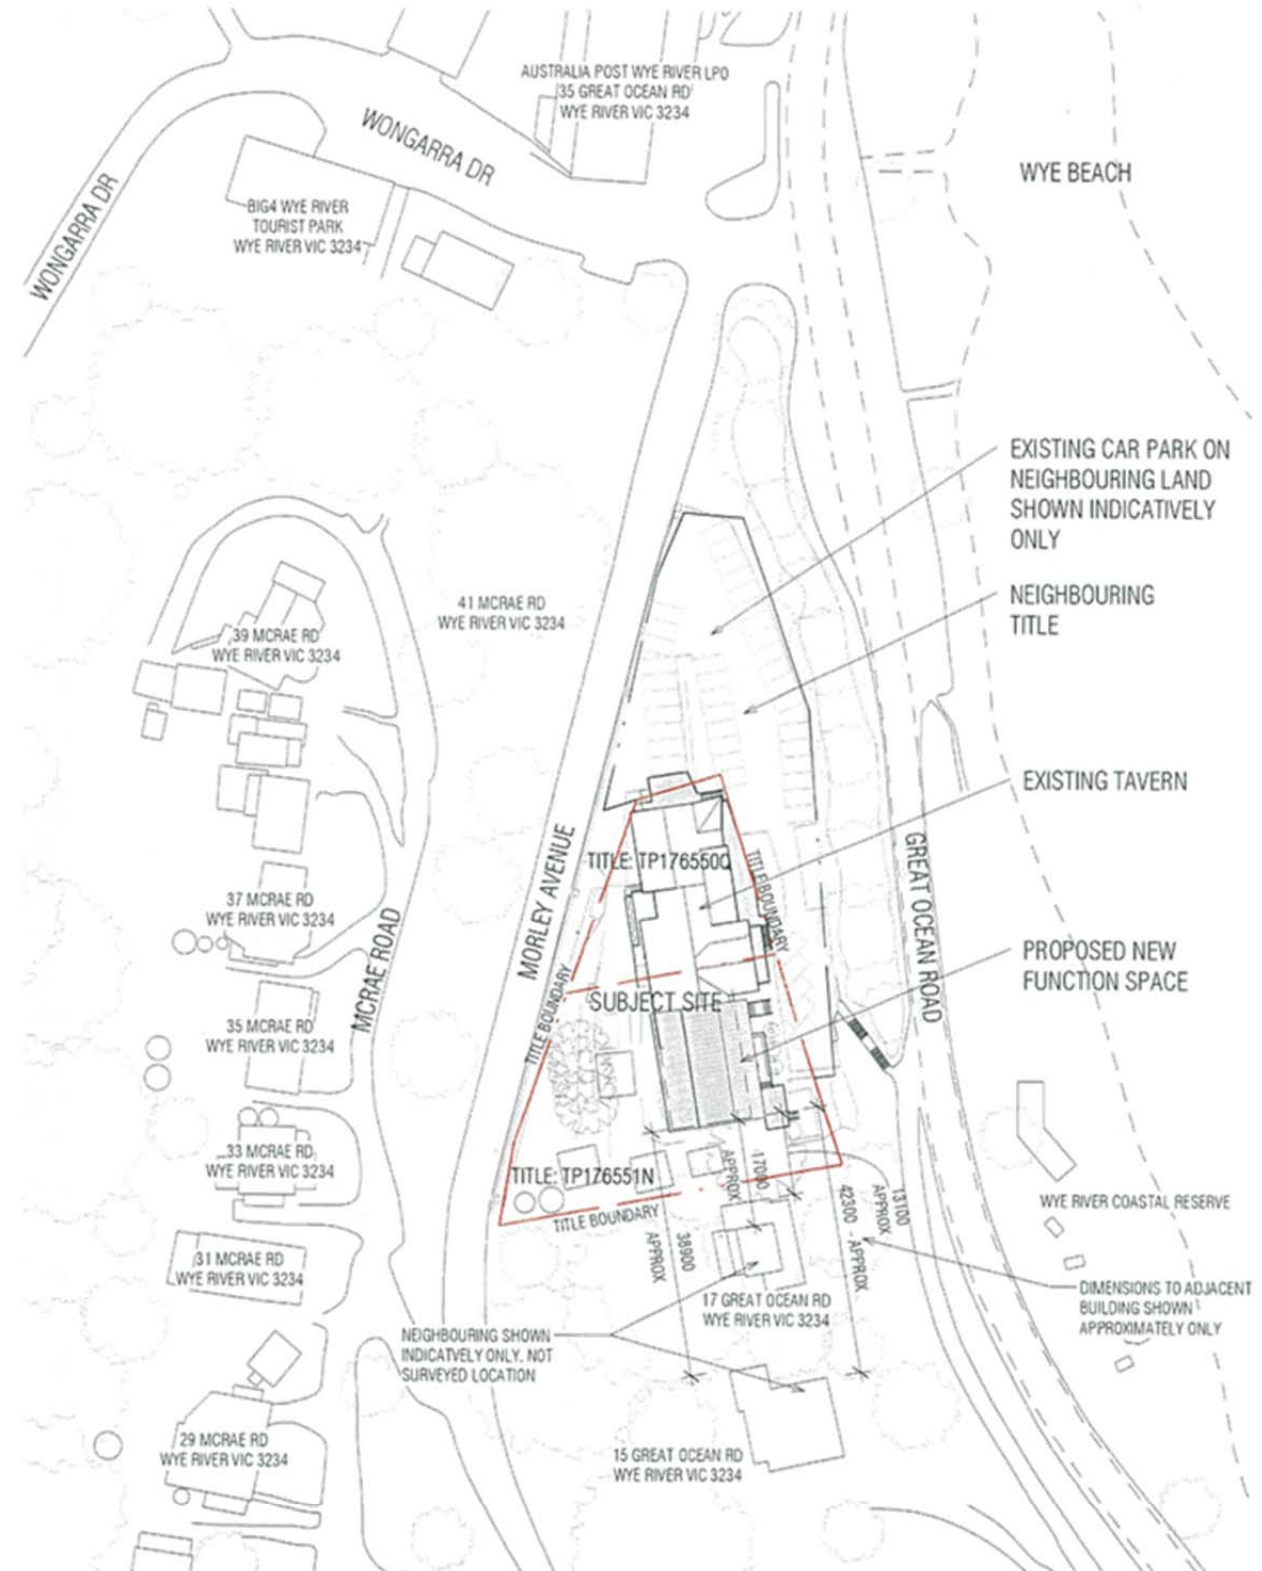 AUSTRALIA POST WYE RIVER LPO
35 GREAT OCEAN RD
WYE RIVER VIC 3234
WONGARRA DR
WYE BEACH
WONGARRA DR
BIG4 WYE RIVER
TOURIST PARK
WYE RIVER VIC 3234
EXISTING CAR PARK ON
NEIGHBOURING LAND
SHOWN INDICATIVELY
ONLY
NEIGHBOURING
TITLE
41 MCRAE RD
WYE RIVER VIC 3234
39 MCRAE RD
WYE RIVER VIC 3234
EXISTING TAVERN
TITLE: TP176550Q
TITLE BOUNDARY
MORLEY AVENUE
GREAT OCEAN ROAD
37 MCRAE RD
WYE RIVER VIC 3234
MCRAE ROAD
PROPOSED NEW
FUNCTION SPACE
SUBJECT SITE
TITLE BOUNDARY
35 MCRAE RD
WYE RIVER VIC 3234
33 MCRAE RD
WYE RIVER VIC 3234
TITLE: TP176551N
TITLE BOUNDARY
17000
APPROX
13100
APPROX
42300 - APPROX
38900
APPROX
WYE RIVER COASTAL RESERVE
31 MCRAE RD
WYE RIVER VIC 3234
17 GREAT OCEAN RD
WYE RIVER VIC 3234
DIMENSIONS TO ADJACENT
BUILDING SHOWN
APPROXIMATELY ONLY
NEIGHBOURING SHOWN
INDICATVELY ONLY. NOT
SURVEYED LOCATION
29 MCRAE RD
WYE RIVER VIC 3234
15 GREAT OCEAN RD
WYE RIVER VIC 3234